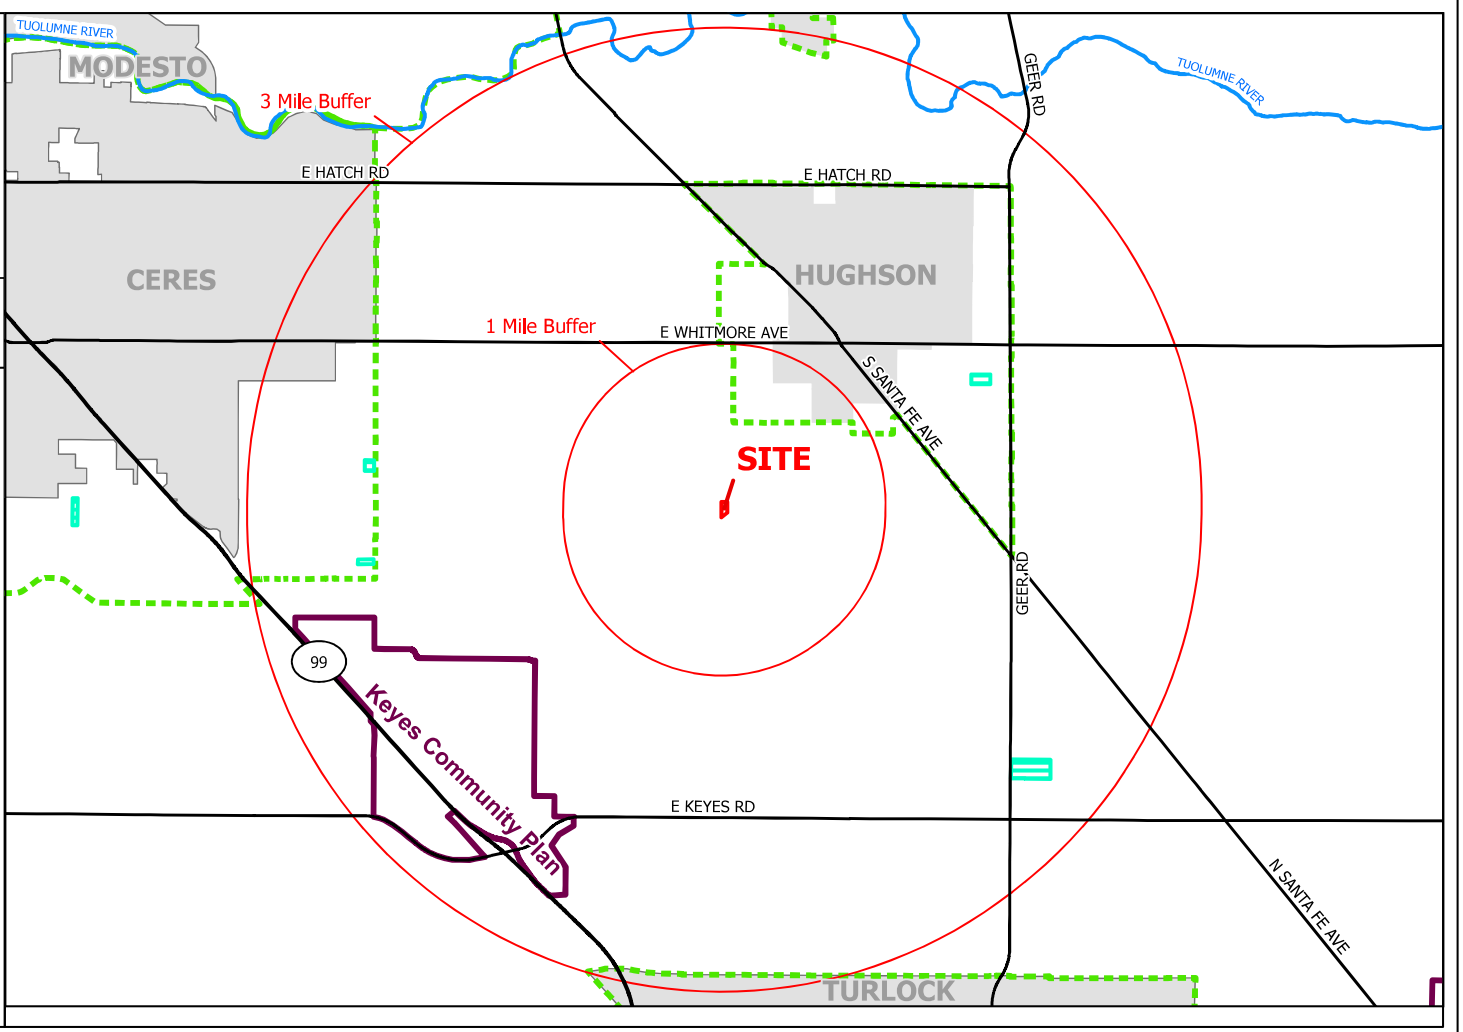 TUOLUMNE RIVER
MODESTO
TUOLUMNE RIVER
GEER RD
3 Mile Buffer
E HATCH RD
E HATCH RD
CERES
HUGHSON
1 Mile Buffer
E WHITMORE AVE
S SANTA FE AVE
SITE
GEER RD
99
Keyes Community Plan
E KEYES RD
N SANTA FE AVE
TURLOCK